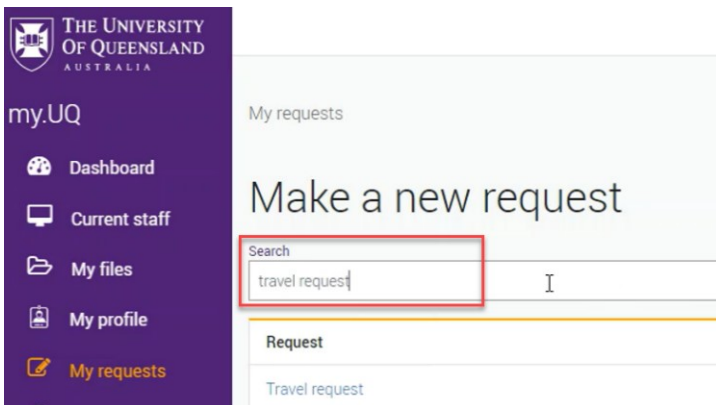 THE UNIVERSITY
OF QUEENSLAND
AUSTRALIA
my.UQ
Dashboard
Current staff
My files
My profile
My requests
My requests
Make a new request
Search
travel request
Request
Travel request